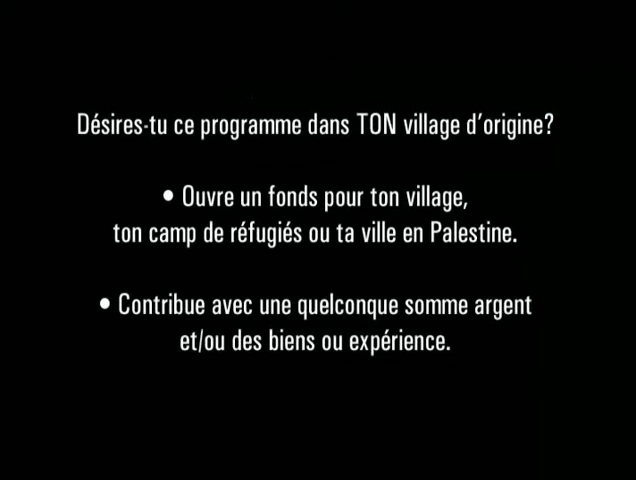 Désires-tu ce programme dans TON village d'origine?
• Ouvre un fonds pour ton village,
ton camp de réfugiés ou ta ville en Palestine.
• Contribue avec une quelconque somme argent
et/ou des biens ou expérience.